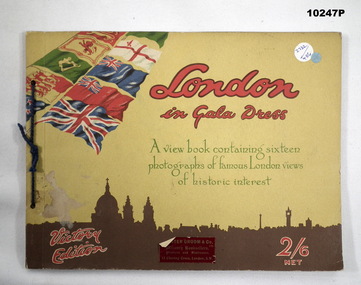 10247P
London
in Gala Dress
A view book containing sixteen
photographs of famous London views
of historic interest
Victory
Edition
& Co.
2/6
NET